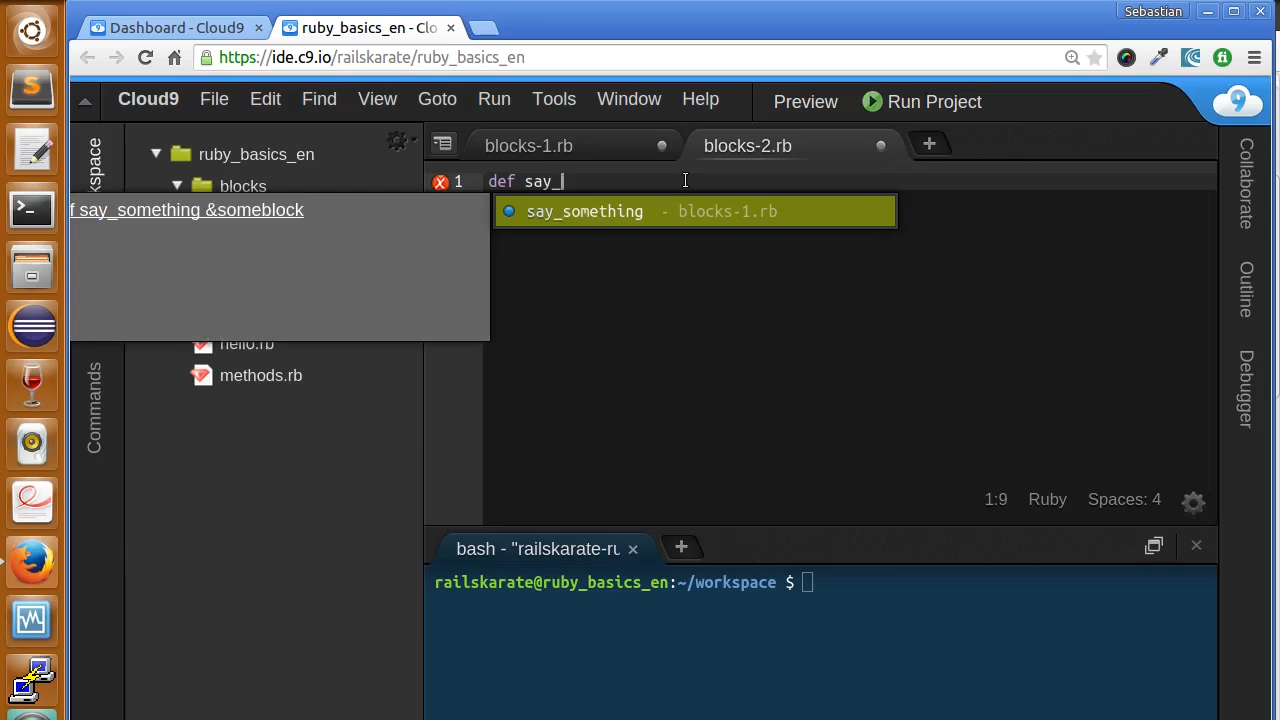 Sebastian
Dashboard - Cloud9
ruby_basics_en - Clo
https://ide.c9.io/railskarate/ruby_basics_en
Cloud9 File Edit Find View Goto Run Tools Window Help Preview Run Project
kspace
Commands
ruby_basics_en
blocks
hello.rb
methods.rb
blocks-1.rb
blocks-2.rb
1 def say_
f say_something &someblock
say_something - blocks-1.rb
1:9 Ruby Spaces: 4
Collaborate
Outline
Debugger
bash - "railskarate-ru
railskarate@ruby_basics_en:~/workspace $